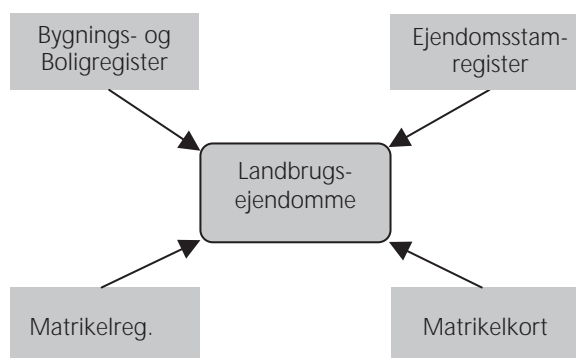 Bygnings- og
Boligregister
Ejendomsstam-
register
Landbrugs-
ejendomme
Matrikelreg.
Matrikelkort